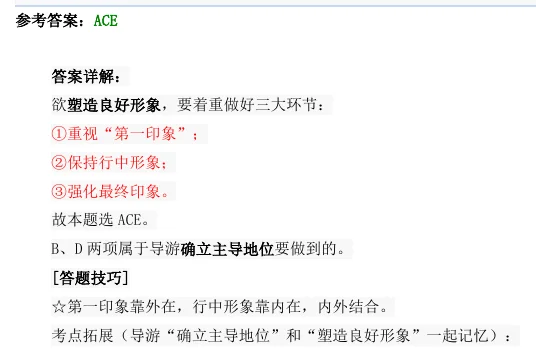 参考答案：ACE
答案详解：
欲塑造良好形象，要着重做好三大环节：
①重视“第一印象”；
②保持行中形象；
③强化最终印象。
故本题选 ACE。
B、D 两项属于导游确立主导地位要做到的。
[答题技巧]
☆第一印象靠外在，行中形象靠内在，内外结合。
考点拓展（导游“确立主导地位”和“塑造良好形象”一起记忆）：